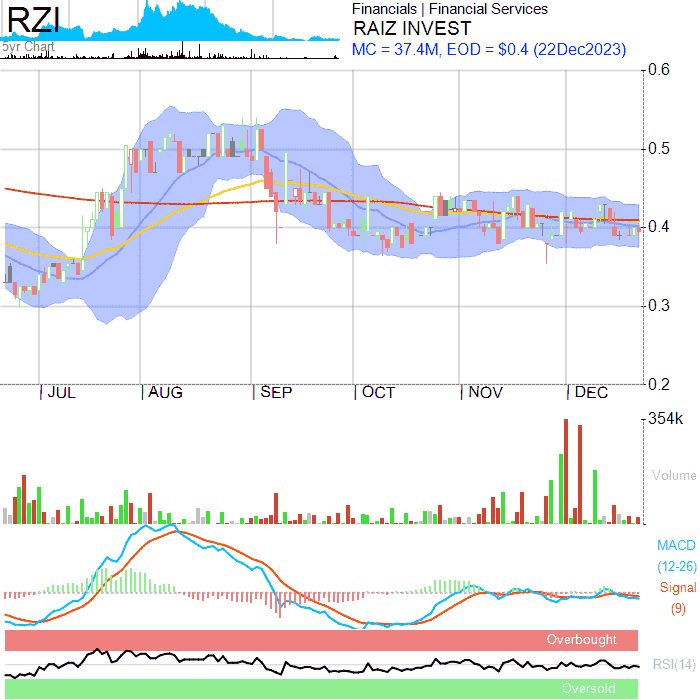 RZI
Financials | Financial Services
RAIZ INVEST
5yr Chart
MC = 37.4M, EOD = $0.4 (22Dec2023)
0.6
0.5
0.4
0.3
0.2
JUL AUG SEP OCT NOV DEC
354k
Volume
MACD
(12-26)
Signal
(9)
Overbought
RSI(14)
Oversold